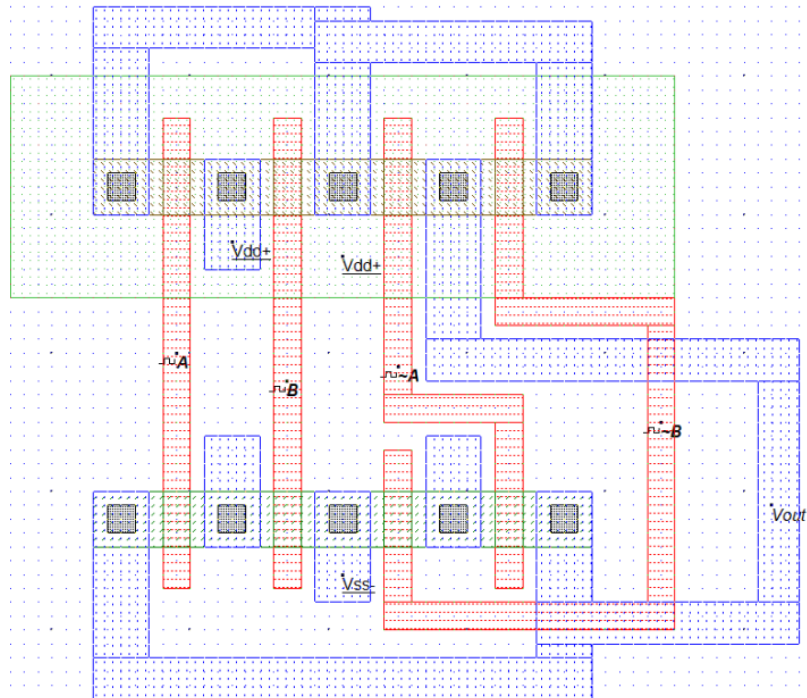 Vdd+
Vdd+
A
~A
B
~B
Vout
Vss-